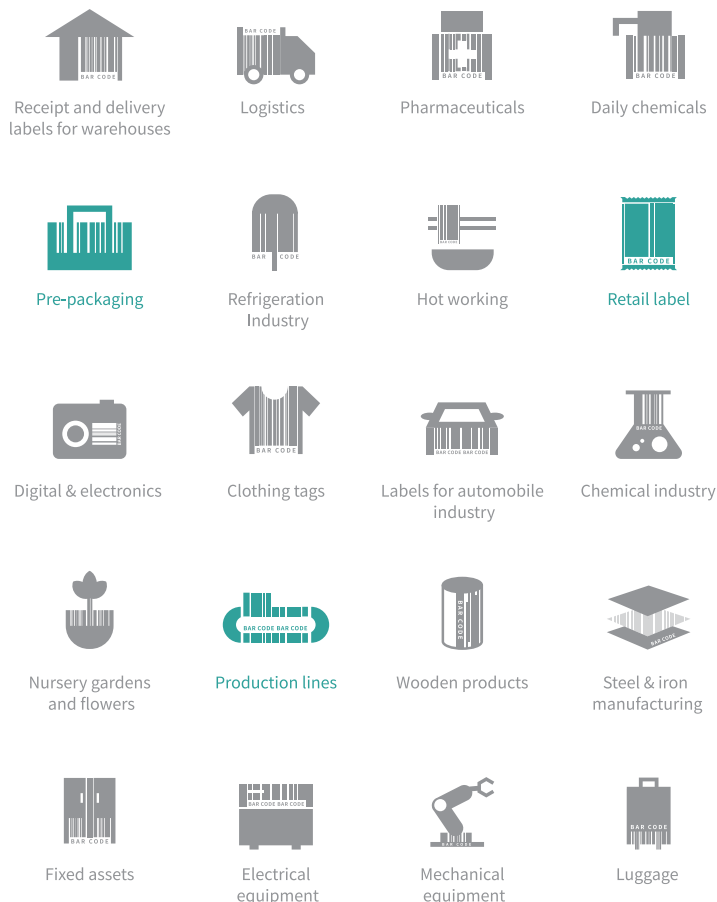 BAR CODE
BAR CODE
BAR CODE
BAR CODE
Receipt and delivery
labels for warehouses
Logistics
Pharmaceuticals
Daily chemicals
BAR CODE
BAR CODE
BAR CODE
Pre-packaging
Refrigeration
Industry
Hot working
Retail label
BAR CODE
BAR CODE
BAR CODE BAR CODE
BAR CODE
Digital & electronics
Clothing tags
Labels for automobile
industry
Chemical industry
BAR CODE BAR CODE
BAR CODE
BAR CODE
Nursery gardens
and flowers
Production lines
Wooden products
Steel & iron
manufacturing
BAR CODE
BAR CODE BAR CODE
BAR CODE
BAR CODE
Fixed assets
Electrical
equipment
Mechanical
equipment
Luggage